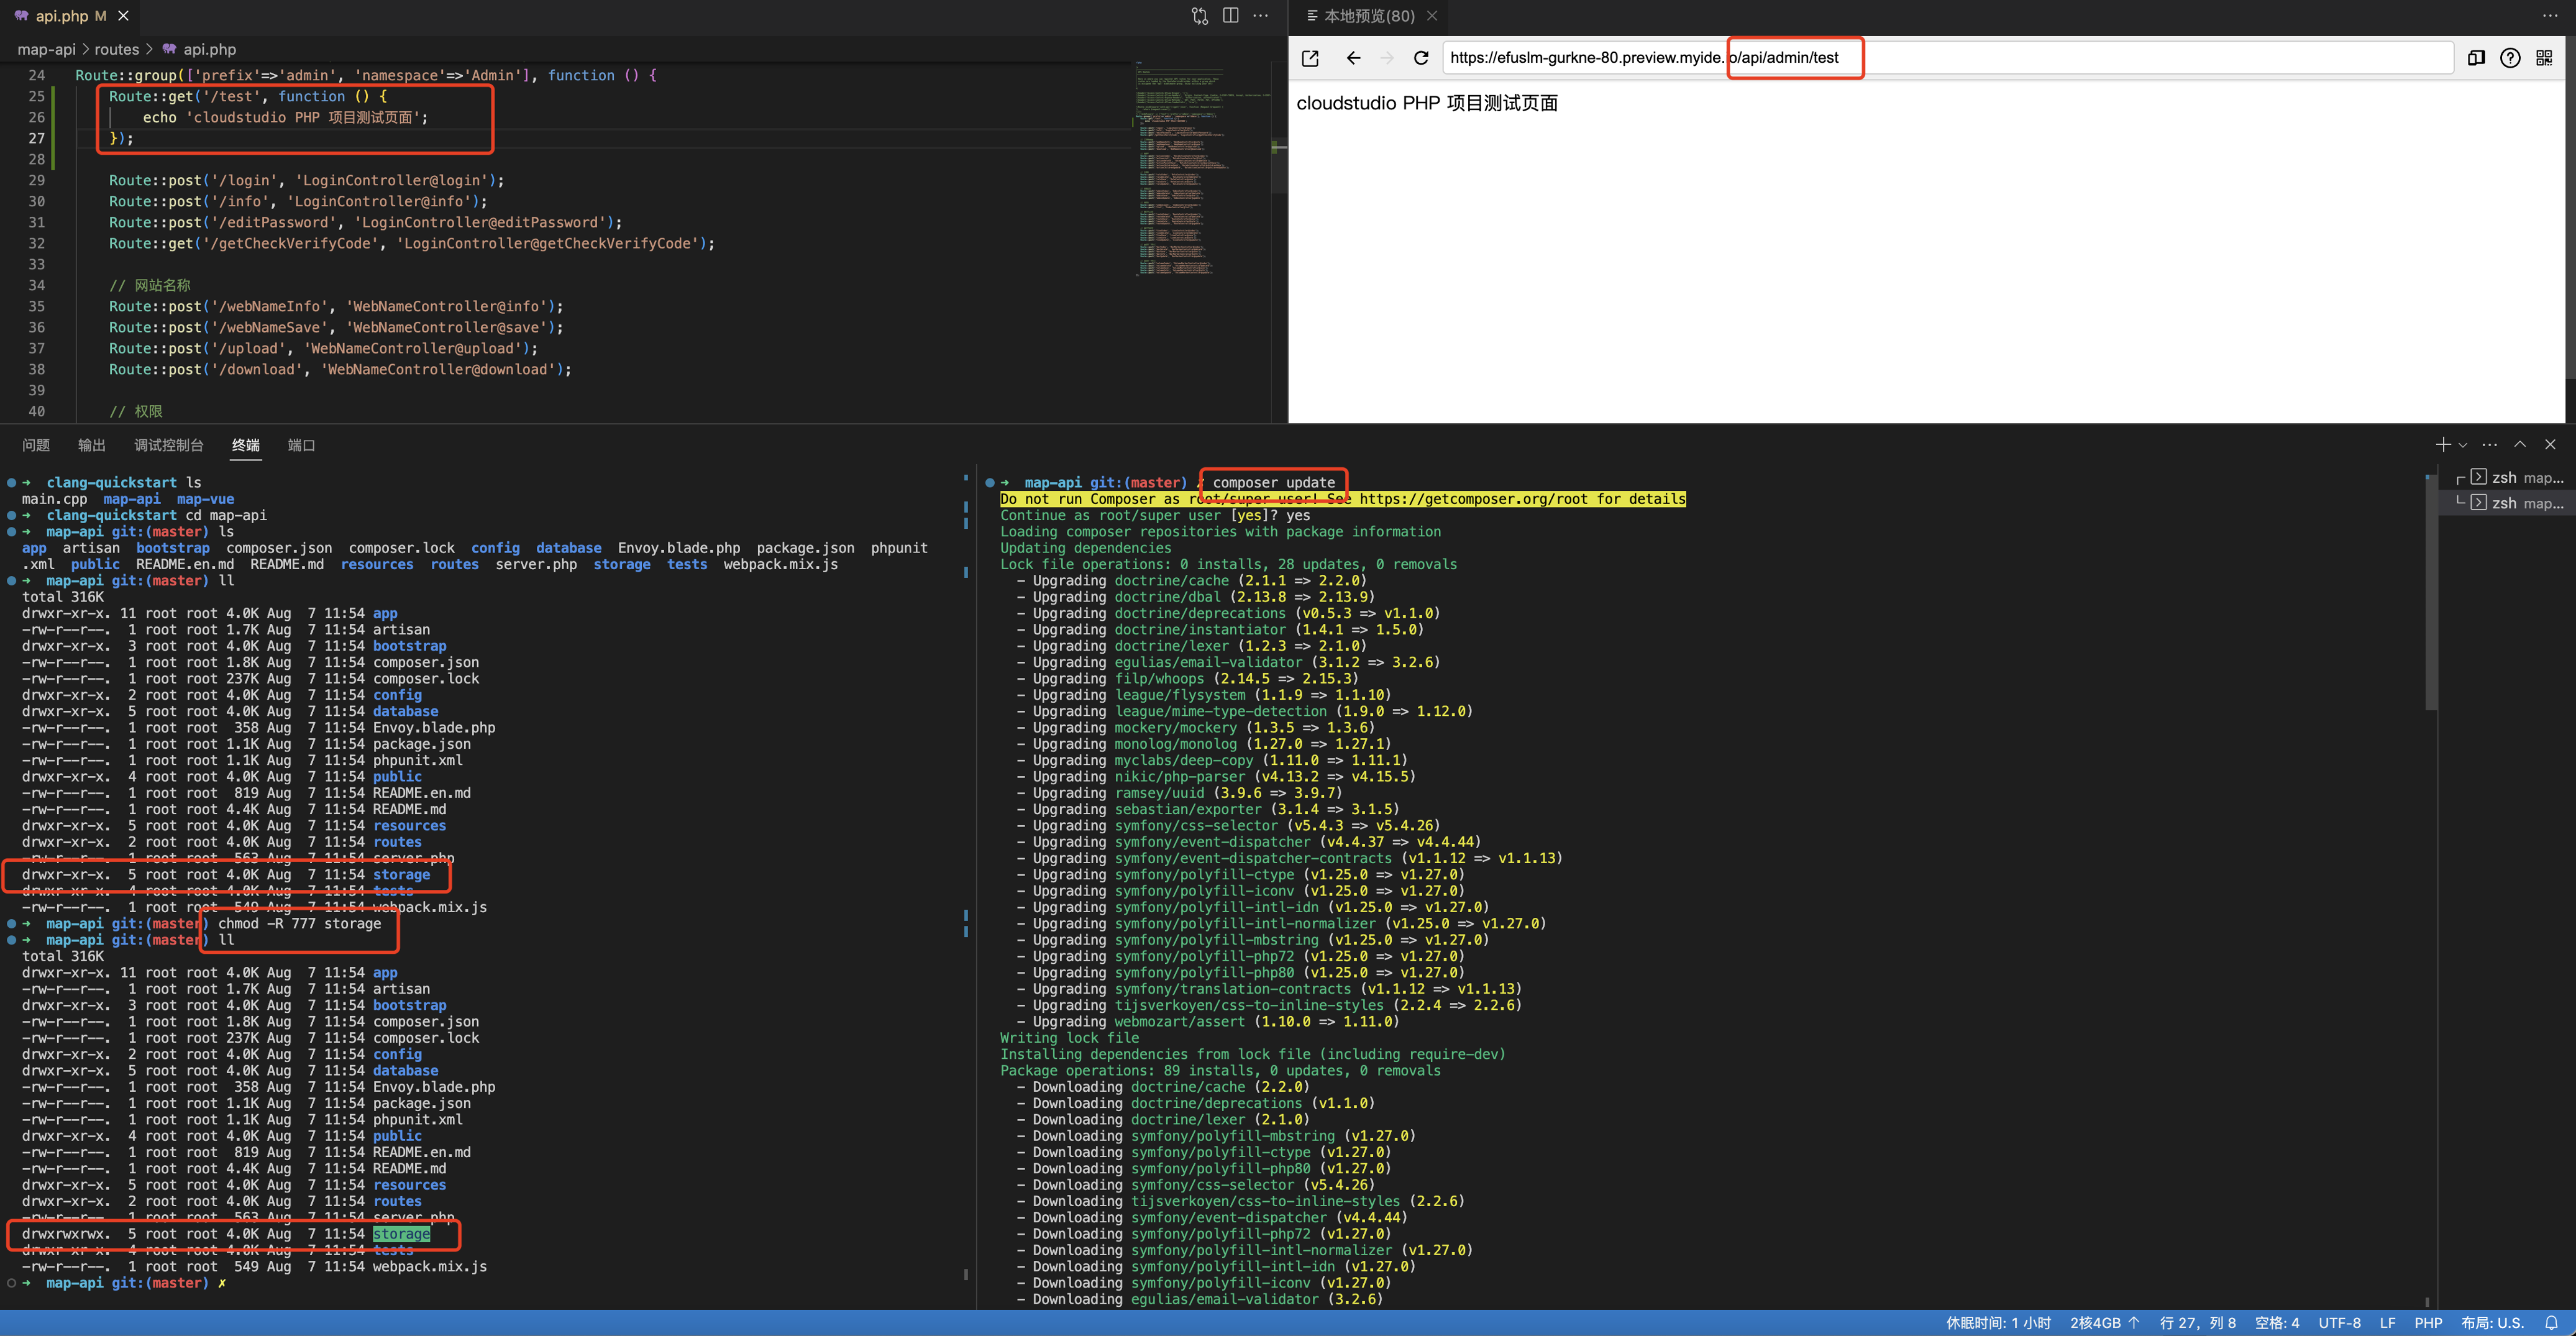 api.php M
map-api > routes > api.php
24 Route::group(['prefix'=>'admin', 'namespace'=>'Admin'], function () {
25 Route::get('/test', function () {
26 echo 'cloudstudio PHP 项目测试页面';
27 });
28
29 Route::post('/login', 'LoginController@login');
30 Route::post('/info', 'LoginController@info');
31 Route::post('/editPassword', 'LoginController@editPassword');
32 Route::get('/getCheckVerifyCode', 'LoginController@getCheckVerifyCode');
33
34 // 网站名称
35 Route::post('/webNameInfo', 'WebNameController@info');
36 Route::post('/webNameSave', 'WebNameController@save');
37 Route::post('/upload', 'WebNameController@upload');
38 Route::post('/download', 'WebNameController@download');
39
40 // 权限
本地预览(80)
https://efuslm-gurkne-80.preview.myide.io/api/admin/test
cloudstudio PHP 项目测试页面
问题 输出 调试控制台 终端 端口
clang-quickstart ls
main.cpp map-api map-vue
clang-quickstart cd map-api
map-api git:(master) ls
app artisan bootstrap composer.json composer.lock config database Envoy.blade.php package.json phpunit
.xml public README.en.md README.md resources routes server.php storage tests webpack.mix.js
map-api git:(master) ll
total 316K
drwxr-xr-x. 11 root root 4.0K Aug 7 11:54 app
-rw-r--r--. 1 root root 1.7K Aug 7 11:54 artisan
drwxr-xr-x. 3 root root 4.0K Aug 7 11:54 bootstrap
-rw-r--r--. 1 root root 1.8K Aug 7 11:54 composer.json
-rw-r--r--. 1 root root 237K Aug 7 11:54 composer.lock
drwxr-xr-x. 2 root root 4.0K Aug 7 11:54 config
drwxr-xr-x. 5 root root 4.0K Aug 7 11:54 database
-rw-r--r--. 1 root root 358 Aug 7 11:54 Envoy.blade.php
-rw-r--r--. 1 root root 1.1K Aug 7 11:54 package.json
-rw-r--r--. 1 root root 1.1K Aug 7 11:54 phpunit.xml
drwxr-xr-x. 4 root root 4.0K Aug 7 11:54 public
-rw-r--r--. 1 root root 819 Aug 7 11:54 README.en.md
-rw-r--r--. 1 root root 4.4K Aug 7 11:54 README.md
drwxr-xr-x. 5 root root 4.0K Aug 7 11:54 resources
drwxr-xr-x. 2 root root 4.0K Aug 7 11:54 routes
-rw-r--r--. 1 root root 563 Aug 7 11:54 server.php
drwxr-xr-x. 5 root root 4.0K Aug 7 11:54 storage
drwxr-xr-x. 4 root root 4.0K Aug 7 11:54 tests
-rw-r--r--. 1 root root 549 Aug 7 11:54 webpack.mix.js
map-api git:(master) chmod -R 777 storage
map-api git:(master) ll
total 316K
drwxr-xr-x. 11 root root 4.0K Aug 7 11:54 app
-rw-r--r--. 1 root root 1.7K Aug 7 11:54 artisan
drwxr-xr-x. 3 root root 4.0K Aug 7 11:54 bootstrap
-rw-r--r--. 1 root root 1.8K Aug 7 11:54 composer.json
-rw-r--r--. 1 root root 237K Aug 7 11:54 composer.lock
drwxr-xr-x. 2 root root 4.0K Aug 7 11:54 config
drwxr-xr-x. 5 root root 4.0K Aug 7 11:54 database
-rw-r--r--. 1 root root 358 Aug 7 11:54 Envoy.blade.php
-rw-r--r--. 1 root root 1.1K Aug 7 11:54 package.json
-rw-r--r--. 1 root root 1.1K Aug 7 11:54 phpunit.xml
drwxr-xr-x. 4 root root 4.0K Aug 7 11:54 public
-rw-r--r--. 1 root root 819 Aug 7 11:54 README.en.md
-rw-r--r--. 1 root root 4.4K Aug 7 11:54 README.md
drwxr-xr-x. 5 root root 4.0K Aug 7 11:54 resources
drwxr-xr-x. 2 root root 4.0K Aug 7 11:54 routes
-rw-r--r--. 1 root root 563 Aug 7 11:54 server.php
drwxrwxrwx. 5 root root 4.0K Aug 7 11:54 storage
drwxr-xr-x. 4 root root 4.0K Aug 7 11:54 tests
-rw-r--r--. 1 root root 549 Aug 7 11:54 webpack.mix.js
map-api git:(master) ✗
map-api git:(master) ✗ composer update
Do not run Composer as root/super user! See https://getcomposer.org/root for details
Continue as root/super user [yes]? yes
Loading composer repositories with package information
Updating dependencies
Lock file operations: 0 installs, 28 updates, 0 removals
- Upgrading doctrine/cache (2.1.1 => 2.2.0)
- Upgrading doctrine/dbal (2.13.8 => 2.13.9)
- Upgrading doctrine/deprecations (v0.5.3 => v1.1.0)
- Upgrading doctrine/instantiator (1.4.1 => 1.5.0)
- Upgrading doctrine/lexer (1.2.3 => 2.1.0)
- Upgrading egulias/email-validator (3.1.2 => 3.2.6)
- Upgrading filp/whoops (2.14.5 => 2.15.3)
- Upgrading league/flysystem (1.1.9 => 1.1.10)
- Upgrading league/mime-type-detection (1.9.0 => 1.12.0)
- Upgrading mockery/mockery (1.3.5 => 1.3.6)
- Upgrading monolog/monolog (1.27.0 => 1.27.1)
- Upgrading myclabs/deep-copy (1.11.0 => 1.11.1)
- Upgrading nikic/php-parser (v4.13.2 => v4.15.5)
- Upgrading ramsey/uuid (3.9.6 => 3.9.7)
- Upgrading sebastian/exporter (3.1.4 => 3.1.5)
- Upgrading symfony/css-selector (v5.4.3 => v5.4.26)
- Upgrading symfony/event-dispatcher (v4.4.37 => v4.4.44)
- Upgrading symfony/event-dispatcher-contracts (v1.1.12 => v1.1.13)
- Upgrading symfony/polyfill-ctype (v1.25.0 => v1.27.0)
- Upgrading symfony/polyfill-iconv (v1.25.0 => v1.27.0)
- Upgrading symfony/polyfill-intl-idn (v1.25.0 => v1.27.0)
- Upgrading symfony/polyfill-intl-normalizer (v1.25.0 => v1.27.0)
- Upgrading symfony/polyfill-mbstring (v1.25.0 => v1.27.0)
- Upgrading symfony/polyfill-php72 (v1.25.0 => v1.27.0)
- Upgrading symfony/polyfill-php80 (v1.25.0 => v1.27.0)
- Upgrading symfony/translation-contracts (v1.1.12 => v1.1.13)
- Upgrading tijsverkoyen/css-to-inline-styles (2.2.4 => 2.2.6)
- Upgrading webmozart/assert (1.10.0 => 1.11.0)
Writing lock file
Installing dependencies from lock file (including require-dev)
Package operations: 89 installs, 0 updates, 0 removals
- Downloading doctrine/cache (2.2.0)
- Downloading doctrine/deprecations (v1.1.0)
- Downloading doctrine/lexer (2.1.0)
- Downloading symfony/polyfill-mbstring (v1.27.0)
- Downloading symfony/polyfill-ctype (v1.27.0)
- Downloading symfony/polyfill-php80 (v1.27.0)
- Downloading symfony/css-selector (v5.4.26)
- Downloading tijsverkoyen/css-to-inline-styles (2.2.6)
- Downloading symfony/event-dispatcher (v4.4.44)
- Downloading symfony/polyfill-php72 (v1.27.0)
- Downloading symfony/polyfill-intl-normalizer (v1.27.0)
- Downloading symfony/polyfill-intl-idn (v1.27.0)
- Downloading symfony/polyfill-iconv (v1.27.0)
- Downloading egulias/email-validator (3.2.6)
zsh map...
zsh map...
休眠时间: 1 小时 2核4GB 行 27，列 8 空格: 4 UTF-8 LF PHP 布局: U.S.